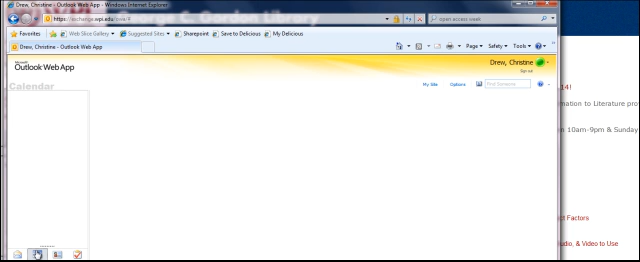 Drew, Christine - Outlook Web App - Windows Internet Explorer
George C. Gordon Library
https://exchange.wpi.edu/owa/#
open access week
Favorites Web Slice Gallery Suggested Sites Sharepoint Save to Delicious My Delicious
Drew, Christine - Outlook Web App
Page Safety Tools
Microsoft
Outlook Web App
Drew, Christine
Sign out
My Site Options Find Someone
Calendar
14!
mation to Literature pro
n 10am-9pm & Sunday
ct Factors
udio, & Video to Use